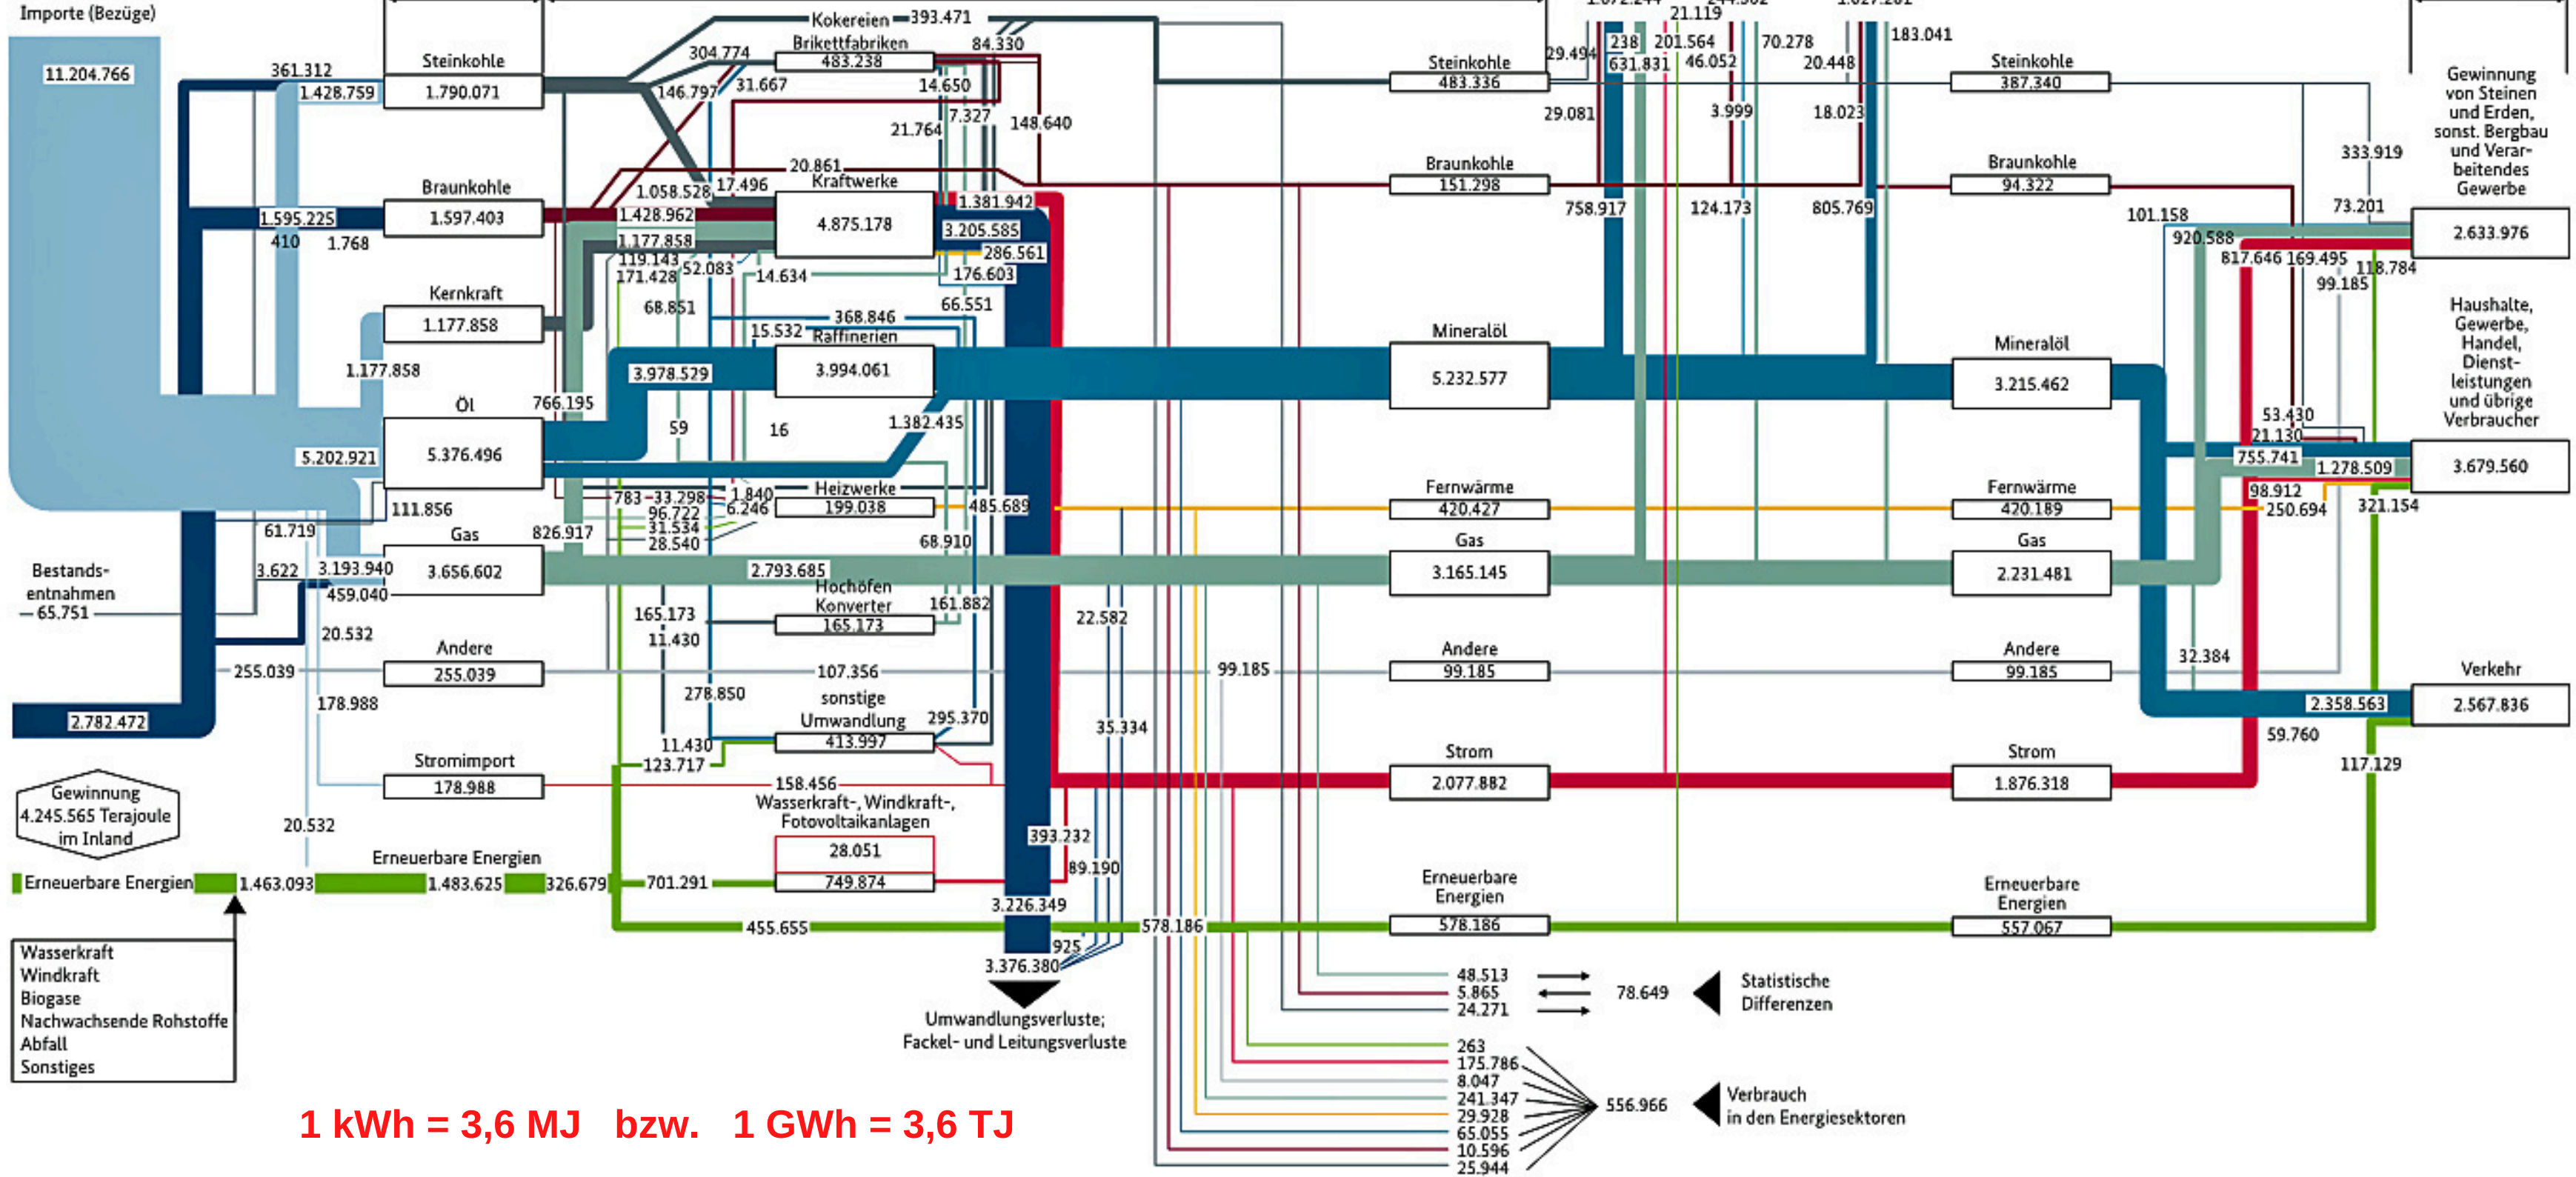 Importe (Bezüge)
11.204.766
361.312
1.428.759
Steinkohle
1.790.071
304.774
146.797
31.667
Kokereien
393.471
Brikettfabriken
483.238
84.330
14.650
7.327
21.764
148.640
Steinkohle
483.336
29.494
29.081
238
631.831
21.119
201.564
46.052
3.999
70.278
20.448
18.023
183.041
Steinkohle
387.340
333.919
Gewinnung
von Steinen
und Erden,
sonst. Bergbau
und Verar-
beitendes
Gewerbe
2.633.976
Braunkohle
1.597.403
1.595.225
410
1.768
20.861
17.496
1.058.528
1.428.962
1.177.858
119.143
171.428
52.083
68.851
14.634
Kraftwerke
4.875.178
1.381.942
3.205.585
286.561
176.603
66.551
Braunkohle
151.298
758.917
124.173
805.769
Braunkohle
94.322
73.201
101.158
920.588
817.646
169.495
118.784
99.185
Kernkraft
1.177.858
1.177.858
368.846
15.532
Raffinerien
3.994.061
3.978.529
1.382.435
59
16
Mineralöl
5.232.577
Mineralöl
3.215.462
Haushalte,
Gewerbe,
Handel,
Dienst-
leistungen
und übrige
Verbraucher
3.679.560
53.430
21.130
755.741
1.278.509
98.912
250.694
321.154
Öl
5.376.496
5.202.921
111.856
61.719
766.195
826.917
783
33.298
96.722
31.534
28.540
1.840
6.246
Heizwerke
199.038
485.689
68.910
Fernwärme
420.427
Fernwärme
420.189
Gas
3.656.602
3.622
3.193.940
459.040
2.793.685
Gas
3.165.145
Gas
2.231.481
Bestands-
entnahmen
65.751
20.532
165.173
11.430
Hochöfen
Konverter
165.173
161.882
22.582
Andere
255.039
255.039
107.356
99.185
Andere
99.185
Andere
99.185
32.384
Verkehr
2.567.836
2.358.563
59.760
117.129
2.782.472
178.988
278.850
11.430
123.717
sonstige
Umwandlung
413.997
295.370
35.334
Stromimport
178.988
158.456
Strom
2.077.882
Strom
1.876.318
Gewinnung
4.245.565 Terajoule
im Inland
20.532
Wasserkraft-, Windkraft-,
Fotovoltaikanlagen
28.051
749.874
393.232
89.190
Erneuerbare Energien
Erneuerbare Energien
1.463.093
1.483.625
326.679
701.291
455.655
3.226.349
925
3.376.380
578.186
Erneuerbare
Energien
578.186
Erneuerbare
Energien
557.067
Wasserkraft
Windkraft
Biogase
Nachwachsende Rohstoffe
Abfall
Sonstiges
Umwandlungsverluste;
Fackel- und Leitungsverluste
48.513
5.865
24.271
78.649
Statistische
Differenzen
263
175.786
8.047
241.347
29.928
65.055
10.596
25.944
556.966
Verbrauch
in den Energiesektoren
1 kWh = 3,6 MJ bzw. 1 GWh = 3,6 TJ